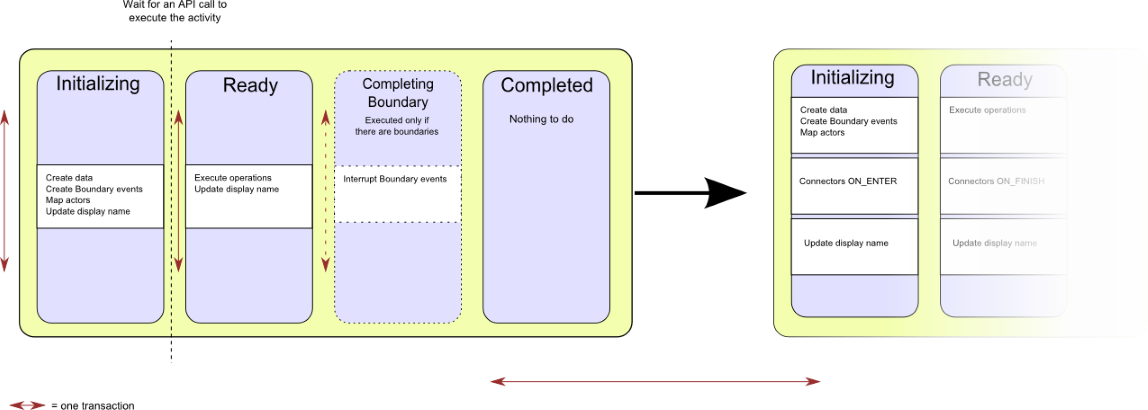 Wait for an API call to
execute the activity
Initializing
Create data
Create Boundary events
Map actors
Update display name
Ready
Execute operations
Update display name
Completing
Boundary
Executed only if
there are boundaries
Interrupt Boundary events
Completed
Nothing to do
Initializing
Create data
Create Boundary events
Map actors
Connectors ON_ENTER
Update display name
Ready
Execute operations
Connectors ON_FINISH
Update display name
= one transaction